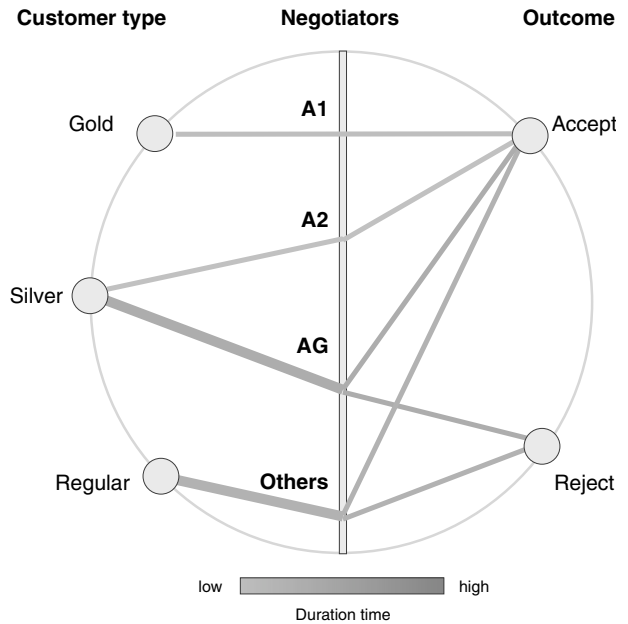 Customer type Negotiators Outcome
A1
Gold Accept
A2
Silver
AG
Others
Regular Reject
low high
Duration time